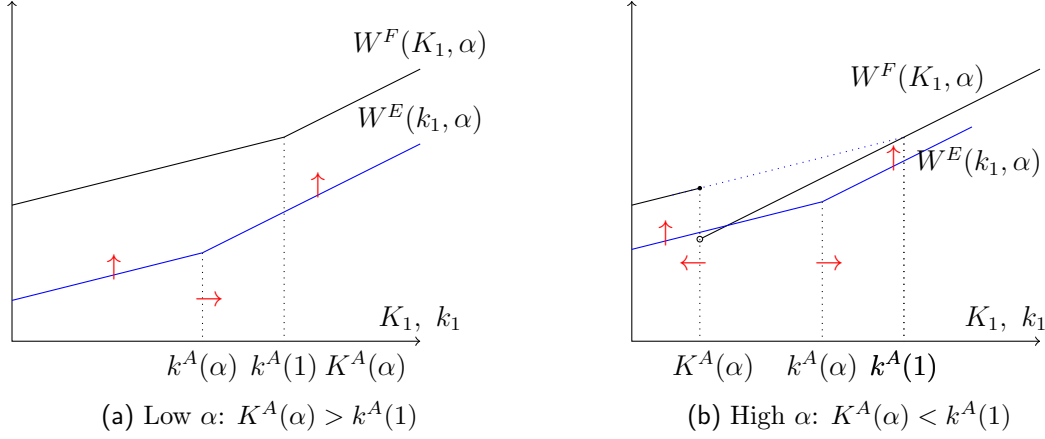 W^F(K_1, α)
W^E(k_1, α)
K_1, k_1
k^A(α) k^A(1) K^A(α)
(a) Low α: K^A(α) > k^A(1)
W^F(K_1, α)
W^E(k_1, α)
K_1, k_1
K^A(α) k^A(α) k^A(1)
(b) High α: K^A(α) < k^A(1)